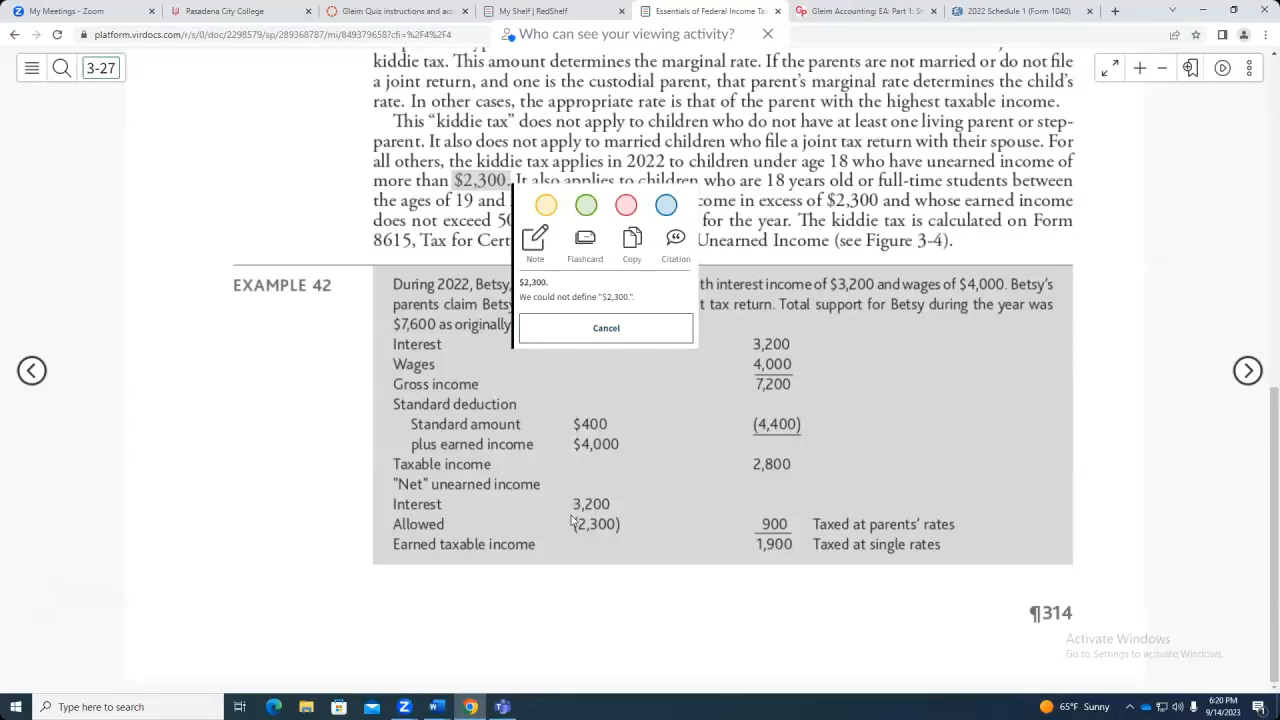 My Meetings - Zoom
Pasadena City College
Gleim Quiz instructions and acc
My Shelf | RedShelf
Essentials of Federal Income Ta
Gleim Accounting: EA: Part 1: St
2022 Schedule 1 (Form 1040)
platform.virdocs.com/r/s/0/doc/2298579/sp/289368787/mi/849397658?cfi=%2F4%2F4
Who can see your viewing activity?
3-27
kiddie tax. This amount determines the marginal rate. If the parents are not married or do not file
a joint return, and one is the custodial parent, that parent's marginal rate determines the child's
rate. In other cases, the appropriate rate is that of the parent with the highest taxable income.
This "kiddie tax" does not apply to children who do not have at least one living parent or step-
parent. It also does not apply to married children who file a joint tax return with their spouse. For
all others, the kiddie tax applies in 2022 to children under age 18 who have unearned income of
more than $2,300. It also applies to children who are 18 years old or full-time students between
the ages of 19 and come in excess of $2,300 and whose earned income
does not exceed 50 for the year. The kiddie tax is calculated on Form
8615, Tax for Cert Unearned Income (see Figure 3-4).
Note Flashcard Copy Citation
$2,300.
We could not define "$2,300.".
Cancel
EXAMPLE 42
During 2022, Betsy, th interest income of $3,200 and wages of $4,000. Betsy's
parents claim Bets t tax return. Total support for Betsy during the year was
$7,600 as originally
Interest 3,200
Wages 4,000
Gross income 7,200
Standard deduction
Standard amount $400 (4,400)
plus earned income $4,000
Taxable income 2,800
"Net" unearned income
Interest 3,200
Allowed (2,300) 900 Taxed at parents' rates
Earned taxable income 1,900 Taxed at single rates
¶314
Activate Windows
Go to Settings to activate Windows.
Type here to search
65°F Sunny
6:20 PM
9/14/2023